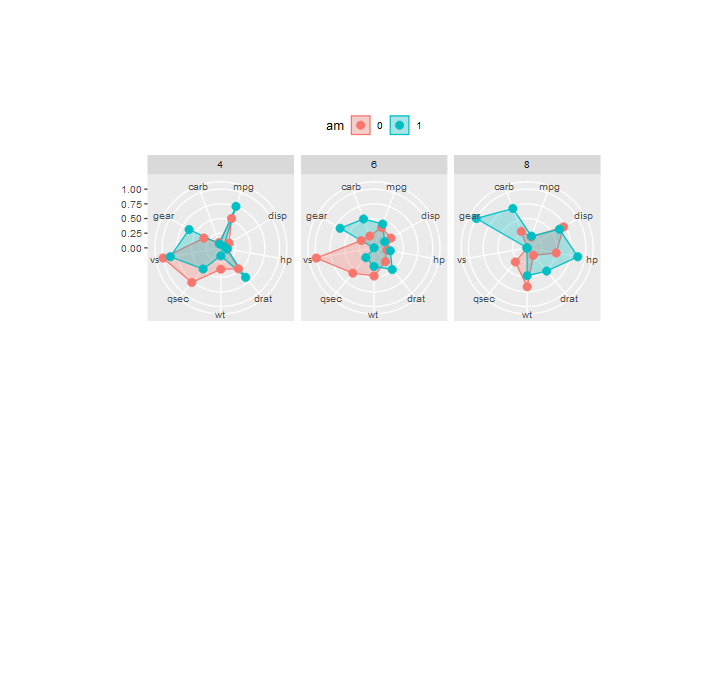 am 0 1
4 6 8
1.00
0.75
0.50
0.25
0.00
carb mpg
gear disp
vs hp
qsec drat
wt
carb mpg
gear disp
vs hp
qsec drat
wt
carb mpg
gear disp
vs hp
qsec drat
wt